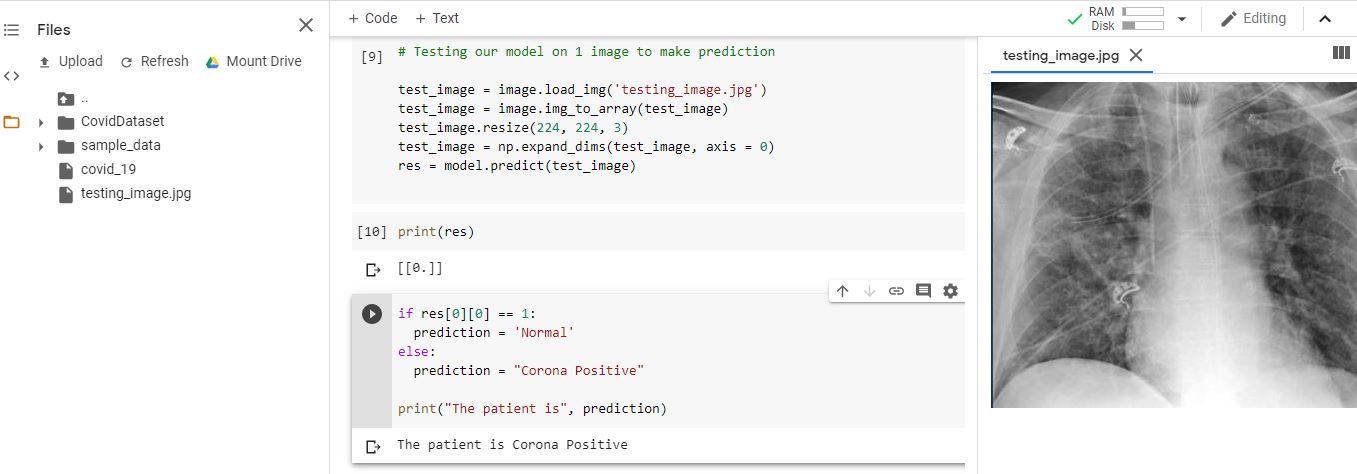 Files
Upload Refresh Mount Drive
..
CovidDataset
sample_data
covid_19
testing_image.jpg
+ Code + Text
RAM
Disk
Editing
[9] # Testing our model on 1 image to make prediction
test_image = image.load_img('testing_image.jpg')
test_image = image.img_to_array(test_image)
test_image.resize(224, 224, 3)
test_image = np.expand_dims(test_image, axis = 0)
res = model.predict(test_image)
[10] print(res)
[[0.]]
if res[0][0] == 1:
  prediction = 'Normal'
else:
  prediction = "Corona Positive"
print("The patient is", prediction)
The patient is Corona Positive
testing_image.jpg